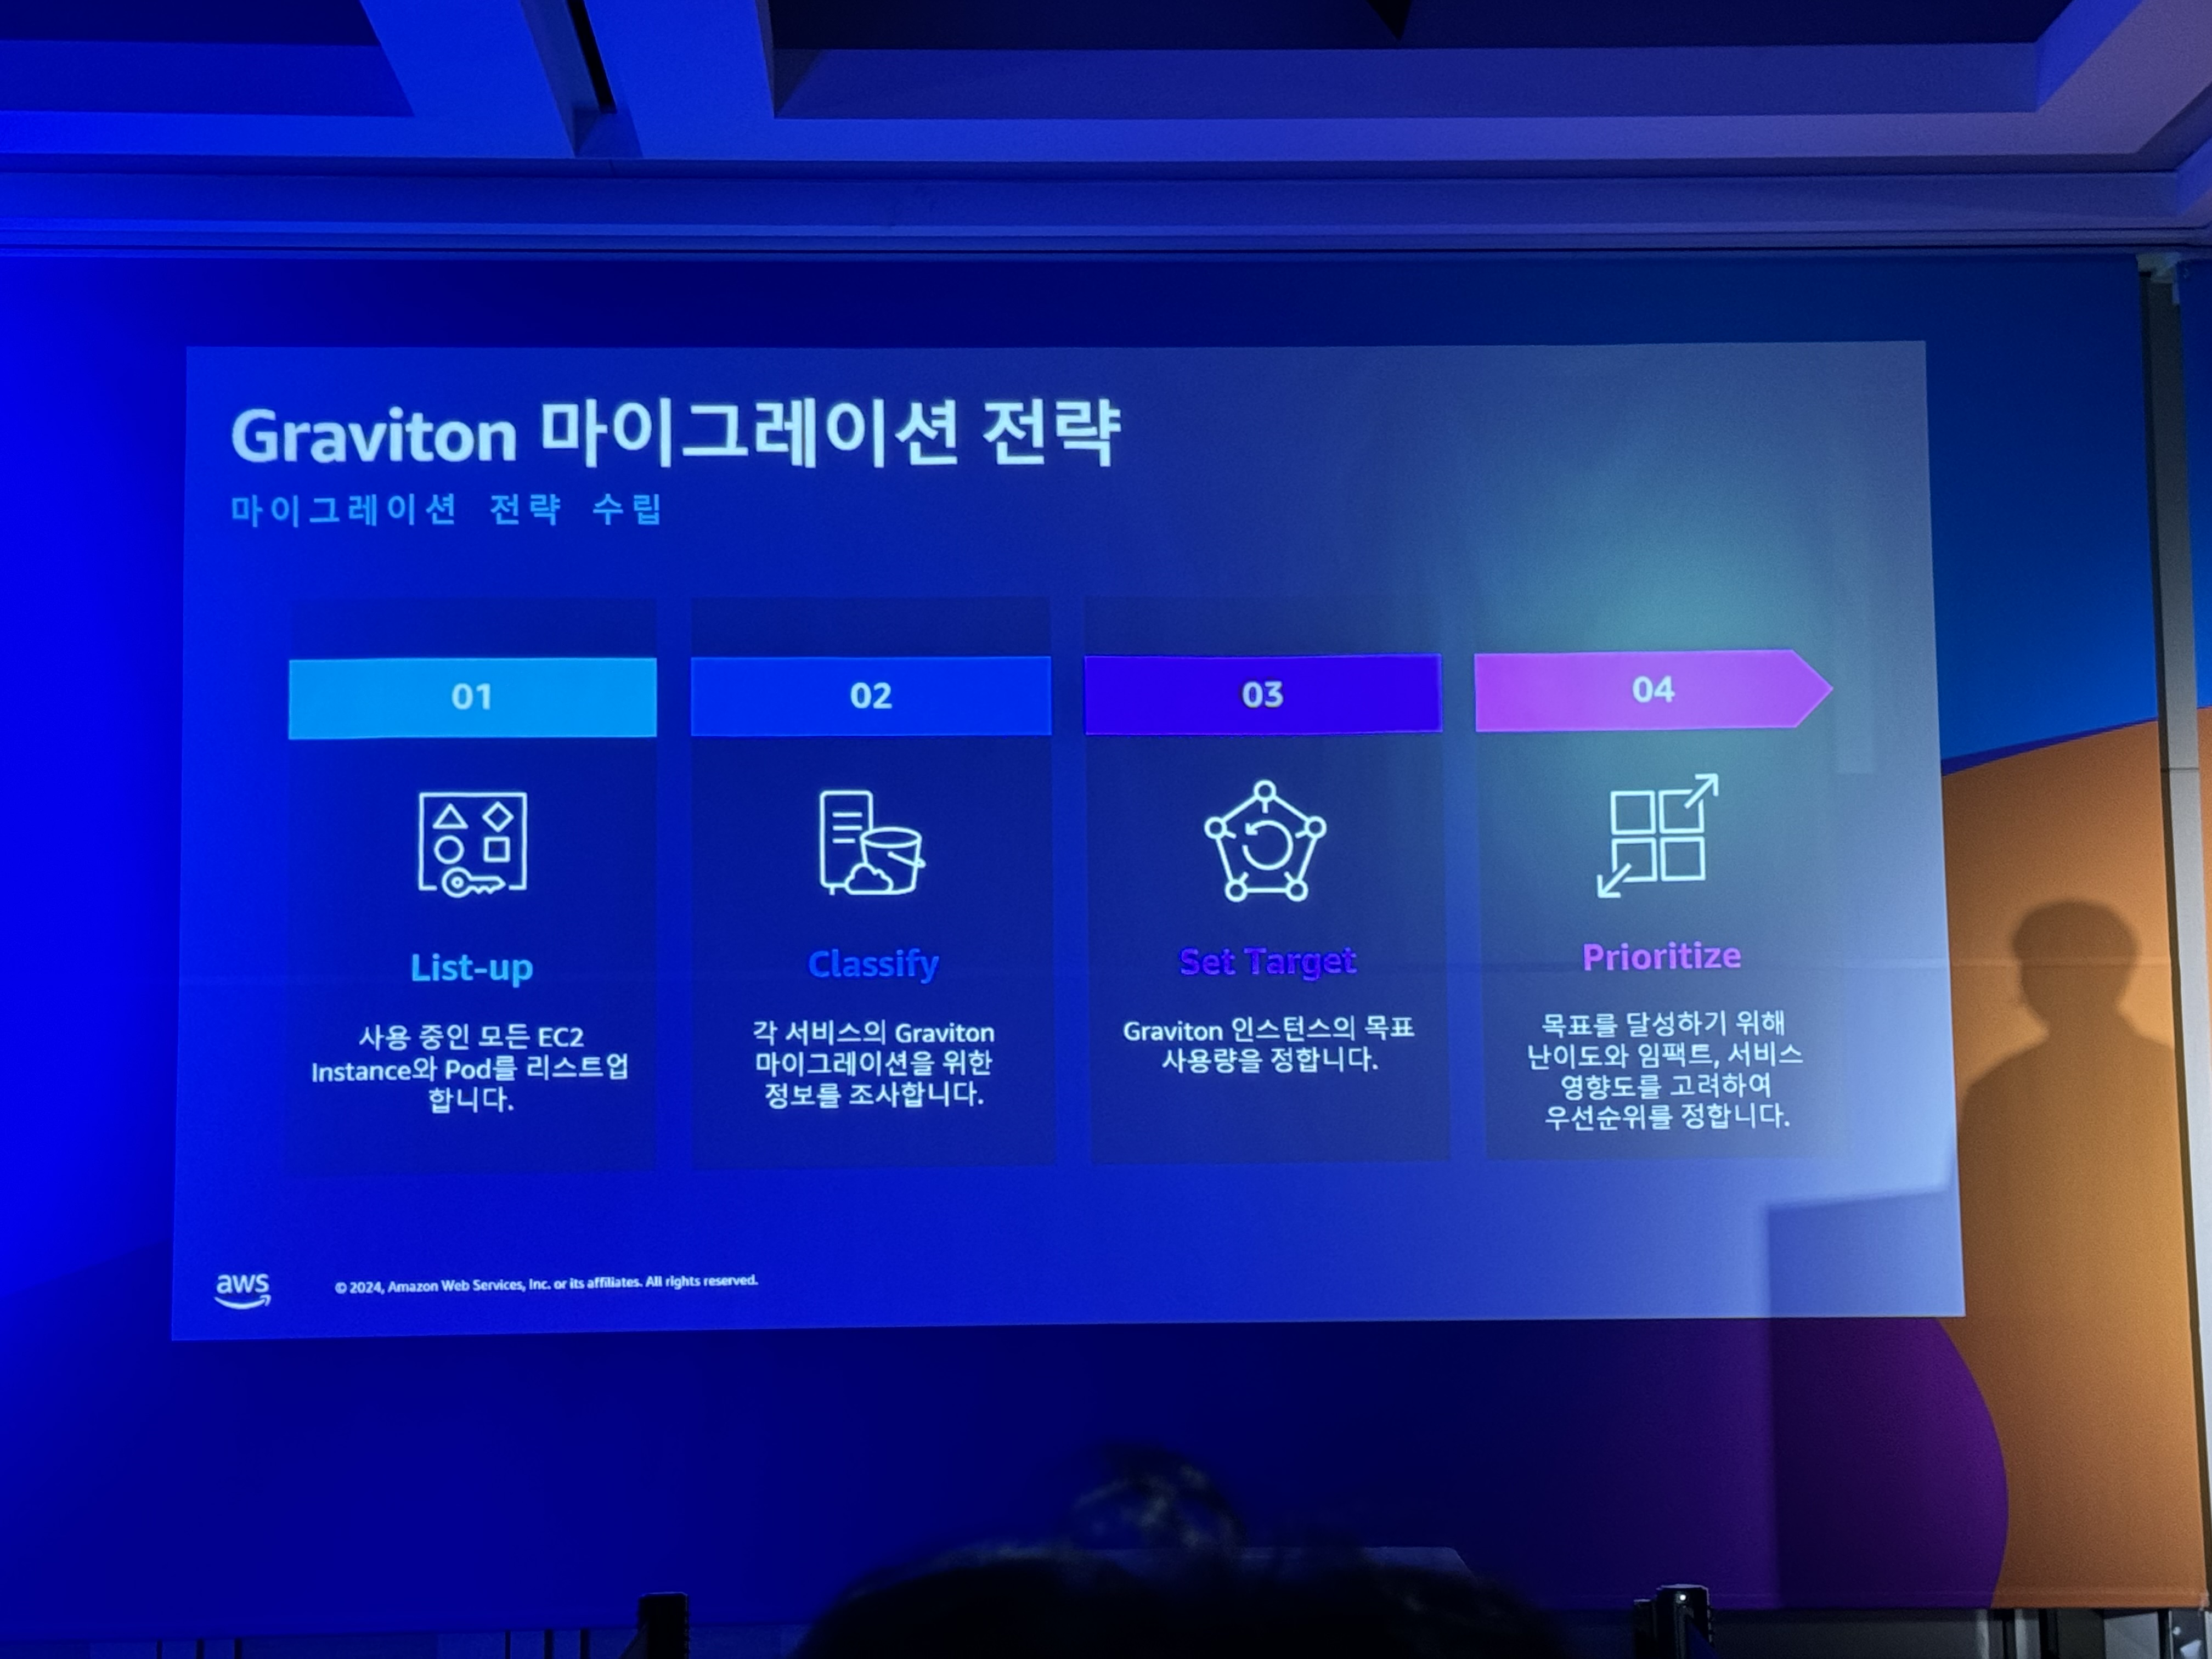 Graviton 마이그레이션 전략
마이그레이션 전략 수립
01
List-up
사용 중인 모든 EC2
Instance와 Pod를 리스트업
합니다.
02
Classify
각 서비스의 Graviton
마이그레이션을 위한
정보를 조사합니다.
03
Set Target
Graviton 인스턴스의 목표
사용량을 정합니다.
04
Prioritize
목표를 달성하기 위해
난이도와 임팩트, 서비스
영향도를 고려하여
우선순위를 정합니다.
aws
© 2024, Amazon Web Services, Inc. or its affiliates. All rights reserved.